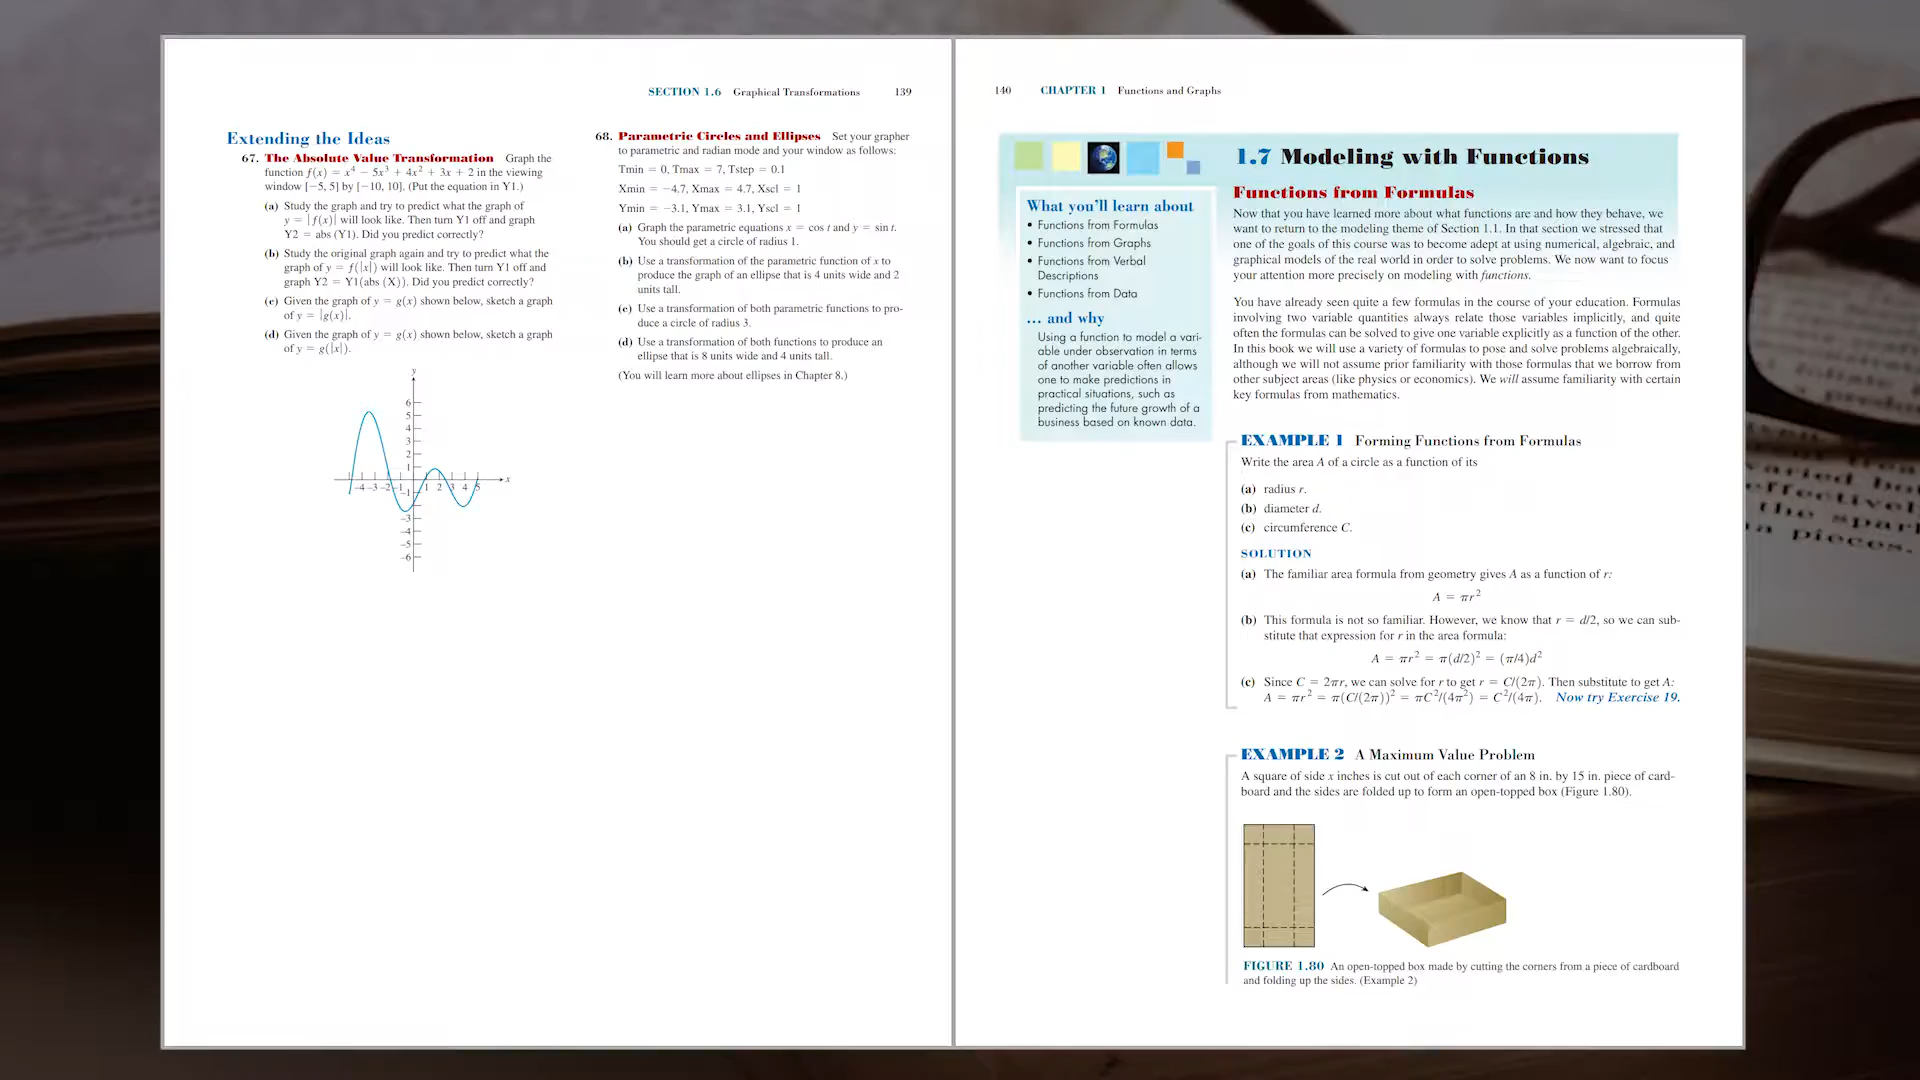 SECTION 1.6 Graphical Transformations 139
Extending the Ideas
67. The Absolute Value Transformation Graph the
function f(x) = x⁴ − 5x³ + 4x² + 3x + 2 in the viewing
window [−5, 5] by [−10, 10]. (Put the equation in Y1.)
(a) Study the graph and try to predict what the graph of
y = |f(x)| will look like. Then turn Y1 off and graph
Y2 = abs (Y1). Did you predict correctly?
(b) Study the original graph again and try to predict what the
graph of y = f(|x|) will look like. Then turn Y1 off and
graph Y2 = Y1(abs (X)). Did you predict correctly?
(c) Given the graph of y = g(x) shown below, sketch a graph
of y = |g(x)|.
(d) Given the graph of y = g(x) shown below, sketch a graph
of y = g(|x|).
y
6
5
4
3
2
1
–4 –3 –2 –1 1 2 3 4 5 x
–1
–3
–4
–5
–6
68. Parametric Circles and Ellipses Set your grapher
to parametric and radian mode and your window as follows:
Tmin = 0, Tmax = 7, Tstep = 0.1
Xmin = −4.7, Xmax = 4.7, Xscl = 1
Ymin = −3.1, Ymax = 3.1, Yscl = 1
(a) Graph the parametric equations x = cos t and y = sin t.
You should get a circle of radius 1.
(b) Use a transformation of the parametric function of x to
produce the graph of an ellipse that is 4 units wide and 2
units tall.
(c) Use a transformation of both parametric functions to pro-
duce a circle of radius 3.
(d) Use a transformation of both functions to produce an
ellipse that is 8 units wide and 4 units tall.
(You will learn more about ellipses in Chapter 8.)
140 CHAPTER 1 Functions and Graphs
What you'll learn about
• Functions from Formulas
• Functions from Graphs
• Functions from Verbal
Descriptions
• Functions from Data
... and why
Using a function to model a vari-
able under observation in terms
of another variable often allows
one to make predictions in
practical situations, such as
predicting the future growth of a
business based on known data.
1.7 Modeling with Functions
Functions from Formulas
Now that you have learned more about what functions are and how they behave, we
want to return to the modeling theme of Section 1.1. In that section we stressed that
one of the goals of this course was to become adept at using numerical, algebraic, and
graphical models of the real world in order to solve problems. We now want to focus
your attention more precisely on modeling with functions.
You have already seen quite a few formulas in the course of your education. Formulas
involving two variable quantities always relate those variables implicitly, and quite
often the formulas can be solved to give one variable explicitly as a function of the other.
In this book we will use a variety of formulas to pose and solve problems algebraically,
although we will not assume prior familiarity with those formulas that we borrow from
other subject areas (like physics or economics). We will assume familiarity with certain
key formulas from mathematics.
EXAMPLE 1 Forming Functions from Formulas
Write the area A of a circle as a function of its
(a) radius r.
(b) diameter d.
(c) circumference C.
SOLUTION
(a) The familiar area formula from geometry gives A as a function of r:
A = πr²
(b) This formula is not so familiar. However, we know that r = d/2, so we can sub-
stitute that expression for r in the area formula:
A = πr² = π(d/2)² = (π/4)d²
(c) Since C = 2πr, we can solve for r to get r = C/(2π). Then substitute to get A:
A = πr² = π(C/(2π))² = πC²/(4π²) = C²/(4π). Now try Exercise 19.
EXAMPLE 2 A Maximum Value Problem
A square of side x inches is cut out of each corner of an 8 in. by 15 in. piece of card-
board and the sides are folded up to form an open-topped box (Figure 1.80).
FIGURE 1.80 An open-topped box made by cutting the corners from a piece of cardboard
and folding up the sides. (Example 2)
varied
effectively
the spar
pieces.